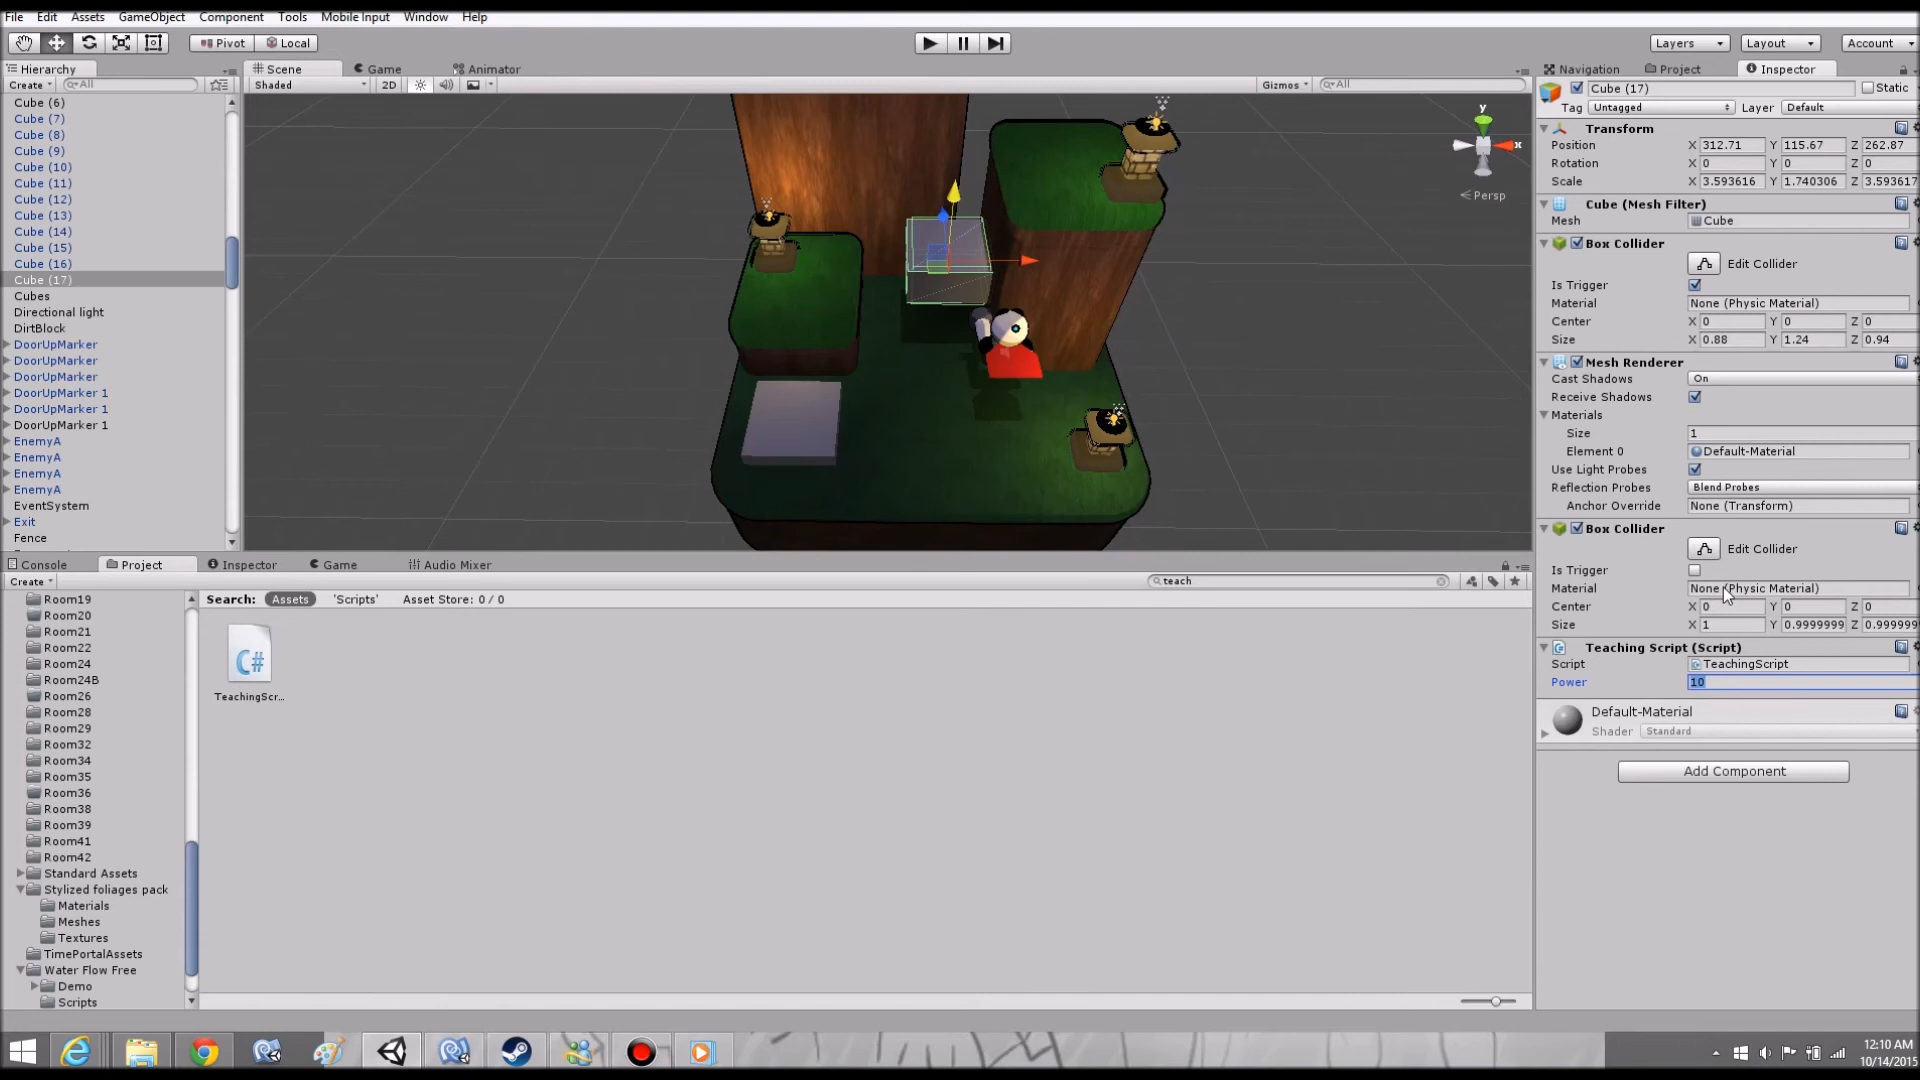 File Edit Assets GameObject Component Tools Mobile Input Window Help
Pivot Local Layers Layout Account
Hierarchy Scene Game Animator Navigation Project Inspector
Create All Shaded 2D Gizmos All
Cube (6)
Cube (7)
Cube (8)
Cube (9)
Cube (10)
Cube (11)
Cube (12)
Cube (13)
Cube (14)
Cube (15)
Cube (16)
Cube (17)
Cubes
Directional light
DirtBlock
DoorUpMarker
DoorUpMarker
DoorUpMarker
DoorUpMarker 1
DoorUpMarker 1
DoorUpMarker 1
EnemyA
EnemyA
EnemyA
EnemyA
EventSystem
Exit
Fence
y
x
Persp
Cube (17) Static
Tag Untagged Layer Default
Transform
Position X 312.71 Y 115.67 Z 262.87
Rotation X 0 Y 0 Z 0
Scale X 3.593616 Y 1.740306 Z 3.593617
Cube (Mesh Filter)
Mesh Cube
Box Collider
Edit Collider
Is Trigger
Material None (Physic Material)
Center X 0 Y 0 Z 0
Size X 0.88 Y 1.24 Z 0.94
Mesh Renderer
Cast Shadows On
Receive Shadows
Materials
Size 1
Element 0 Default-Material
Use Light Probes
Reflection Probes Blend Probes
Anchor Override None (Transform)
Box Collider
Edit Collider
Is Trigger
Material None (Physic Material)
Center X 0 Y 0 Z 0
Size X 1 Y 0.9999999 Z 0.9999999
Teaching Script (Script)
Script TeachingScript
Power 10
Default-Material
Shader Standard
Add Component
Console Project Inspector Game Audio Mixer
Create teach
Search: Assets 'Scripts' Asset Store: 0 / 0
C#
TeachingScr...
Room19
Room20
Room21
Room22
Room24
Room24B
Room26
Room28
Room29
Room32
Room34
Room35
Room36
Room38
Room39
Room41
Room42
Standard Assets
Stylized foliages pack
Materials
Meshes
Textures
TimePortalAssets
Water Flow Free
Demo
Scripts
12:10 AM
10/14/2015